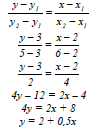 y-y₁ / y₂-y₁ = x-x₁ / x₂-x₁
y-3 / 5-3 = x-2 / 6-2
y-3 / 2 = x-2 / 4
4y-12 = 2x-4
4y = 2x+8
y = 2 + 0,5x